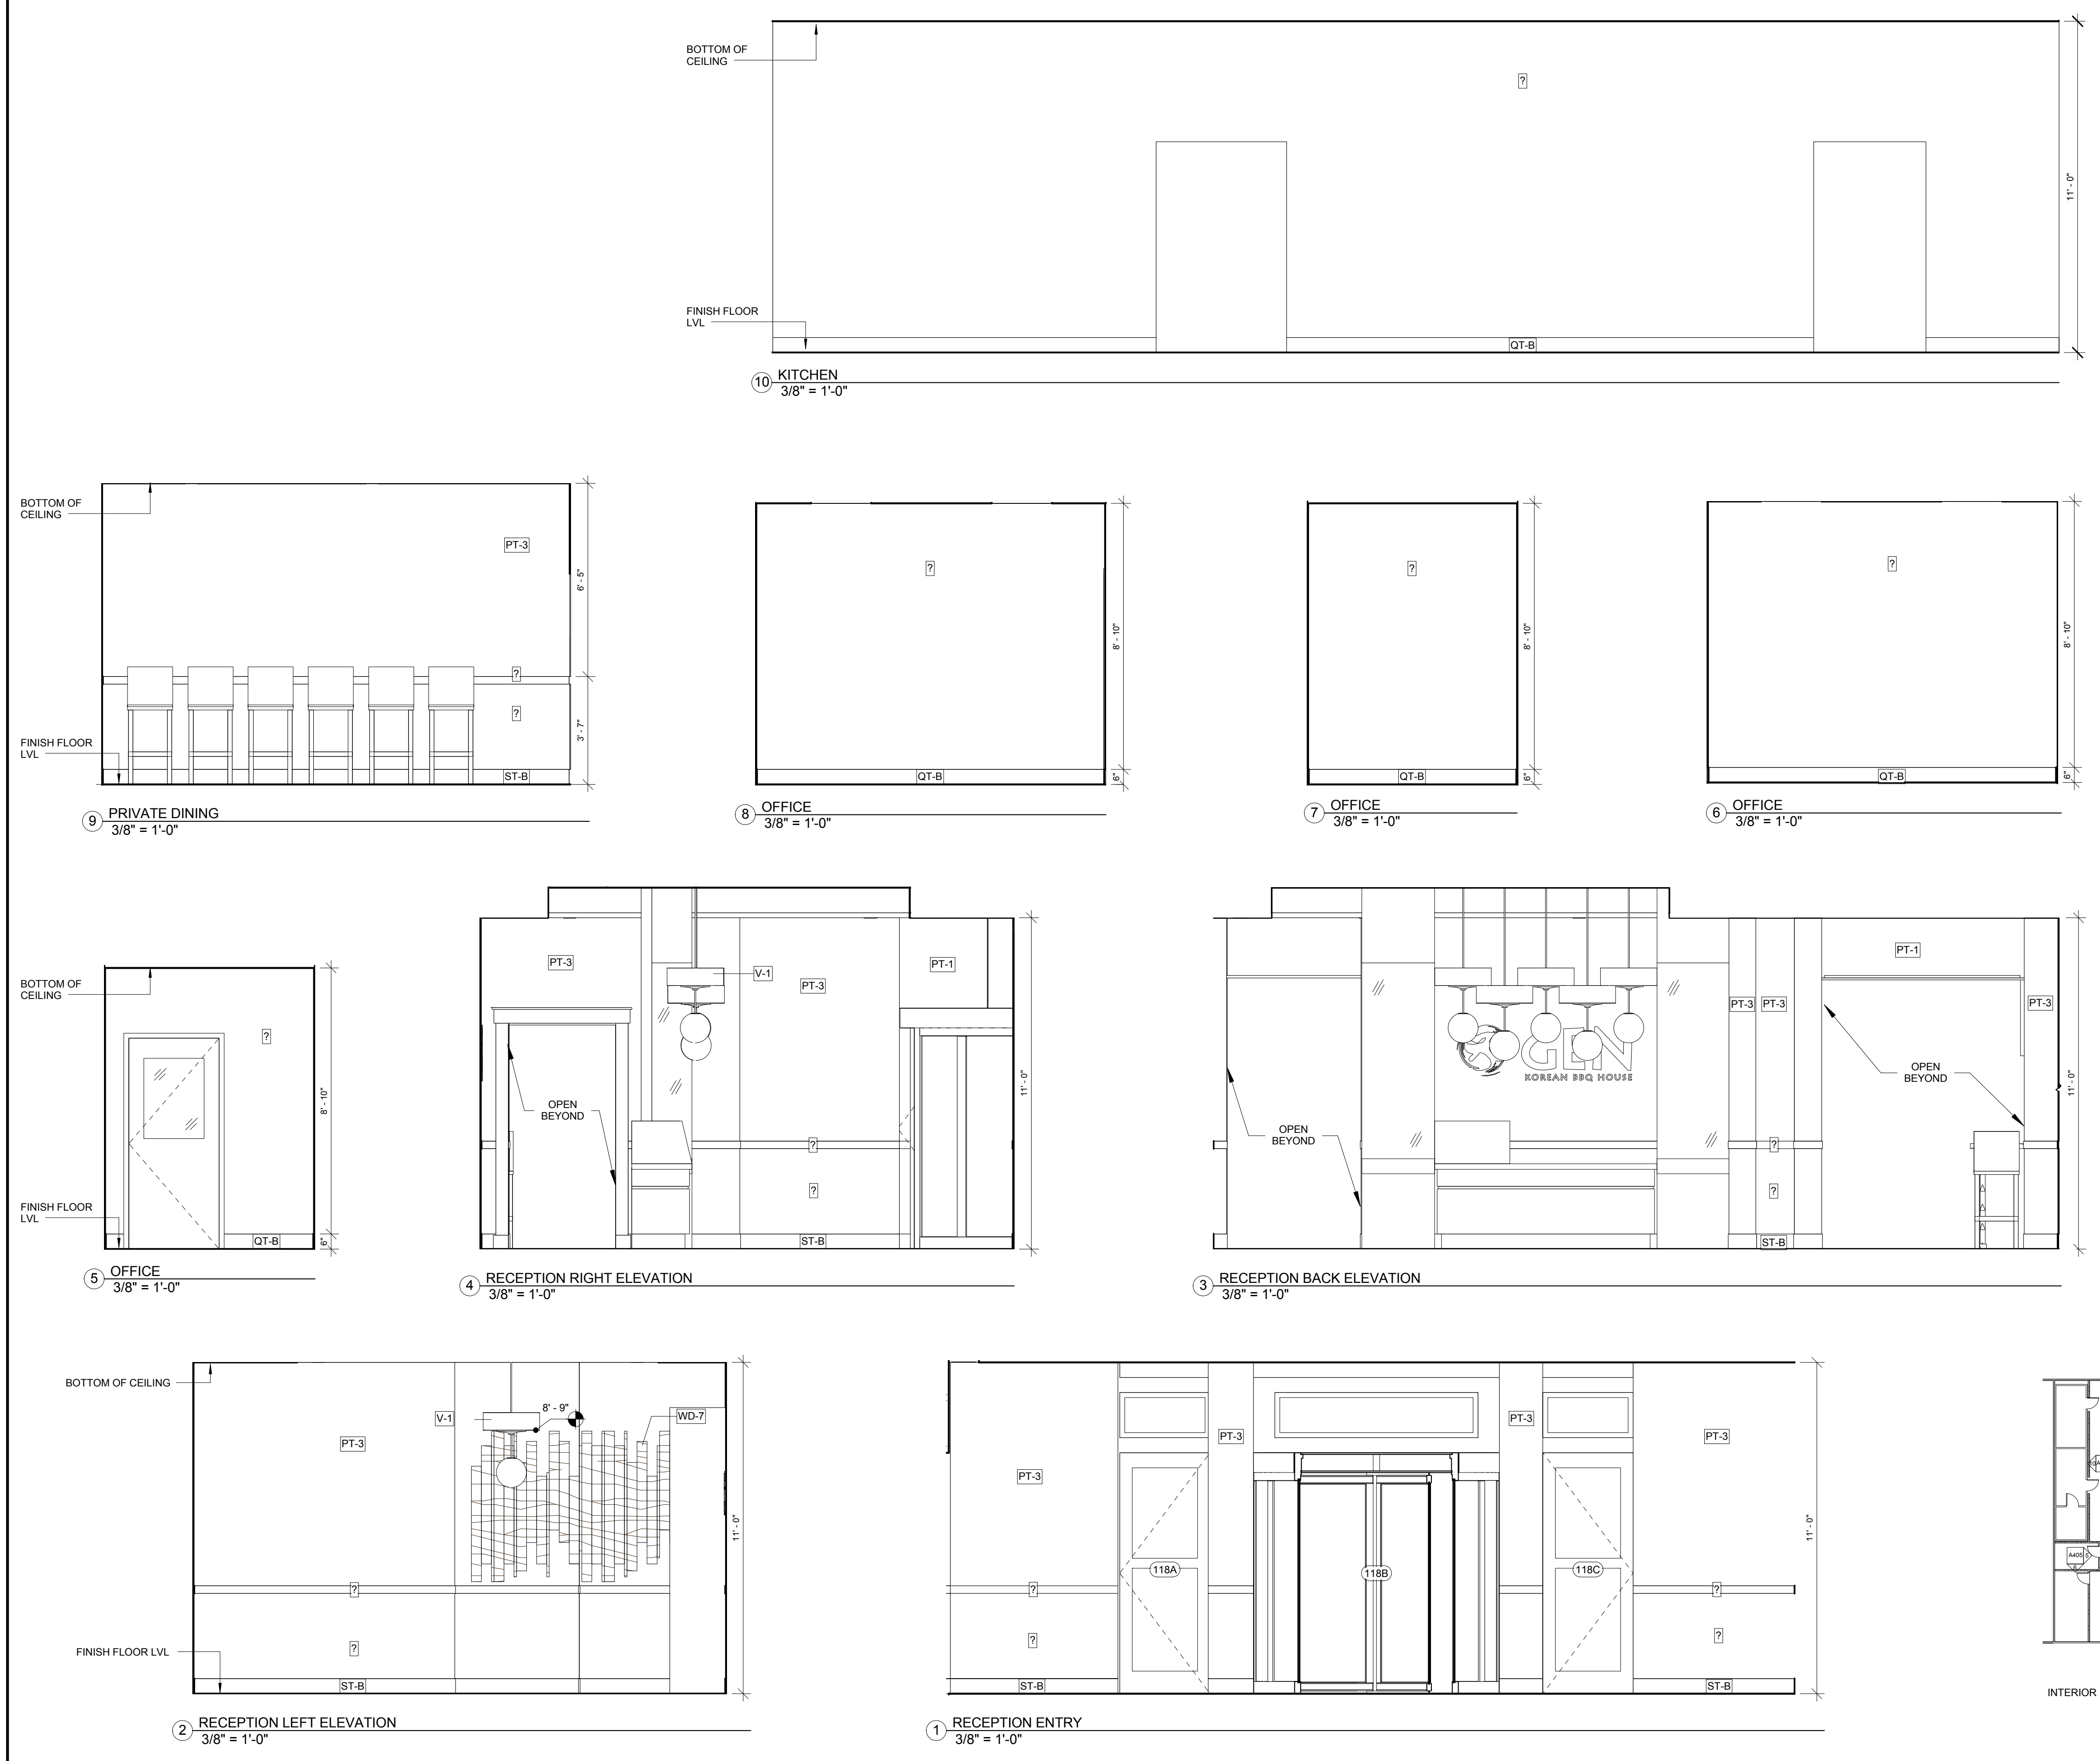 BOTTOM OF
CEILING
?
11' - 0"
FINISH FLOOR
LVL
QT-B
10 KITCHEN
3/8" = 1'-0"
BOTTOM OF
CEILING
PT-3
6' - 5"
?
?
3' - 7"
FINISH FLOOR
LVL
ST-B
9 PRIVATE DINING
3/8" = 1'-0"
?
8' - 10"
QT-B
6"
8 OFFICE
3/8" = 1'-0"
?
8' - 10"
QT-B
6"
7 OFFICE
3/8" = 1'-0"
?
8' - 10"
QT-B
6"
6 OFFICE
3/8" = 1'-0"
BOTTOM OF
CEILING
?
8' - 10"
FINISH FLOOR
LVL
QT-B
6"
5 OFFICE
3/8" = 1'-0"
PT-3
V-1
PT-3
PT-1
OPEN
BEYOND
11' - 0"
?
?
ST-B
4 RECEPTION RIGHT ELEVATION
3/8" = 1'-0"
PT-1
PT-3
PT-3
PT-3
GEN
KOREAN BBQ HOUSE
OPEN
BEYOND
OPEN
BEYOND
11' - 0"
?
?
ST-B
3 RECEPTION BACK ELEVATION
3/8" = 1'-0"
BOTTOM OF CEILING
V-1
8' - 9"
WD-7
PT-3
11' - 0"
?
?
FINISH FLOOR LVL
ST-B
2 RECEPTION LEFT ELEVATION
3/8" = 1'-0"
PT-3
PT-3
PT-3
PT-3
118A
118B
118C
11' - 0"
?
?
?
?
ST-B
ST-B
1 RECEPTION ENTRY
3/8" = 1'-0"
A405
5
INTERIOR